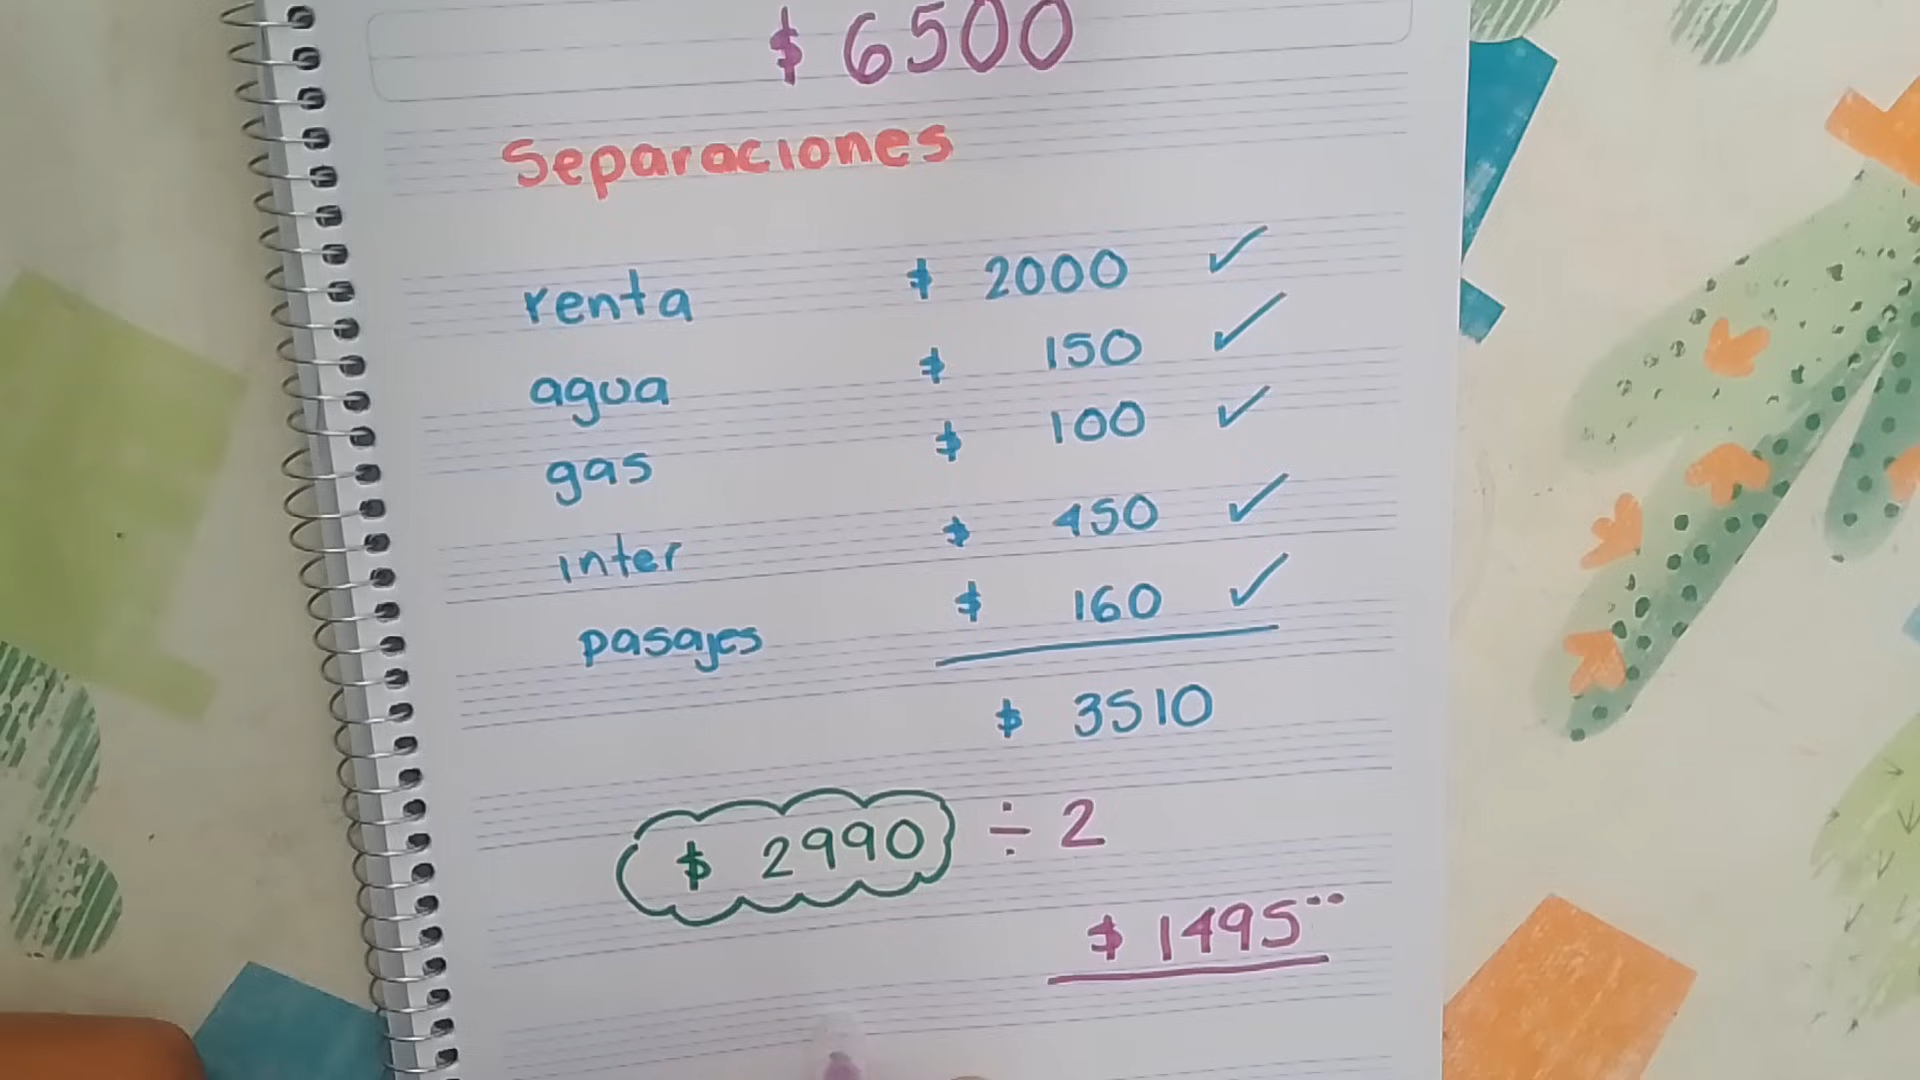 $ 6500
Separaciones
renta $ 2000 ✓
agua $ 150 ✓
gas $ 100 ✓
inter $ 450 ✓
pasajes $ 160 ✓
$ 3510
$ 2990 ÷ 2
$ 1495